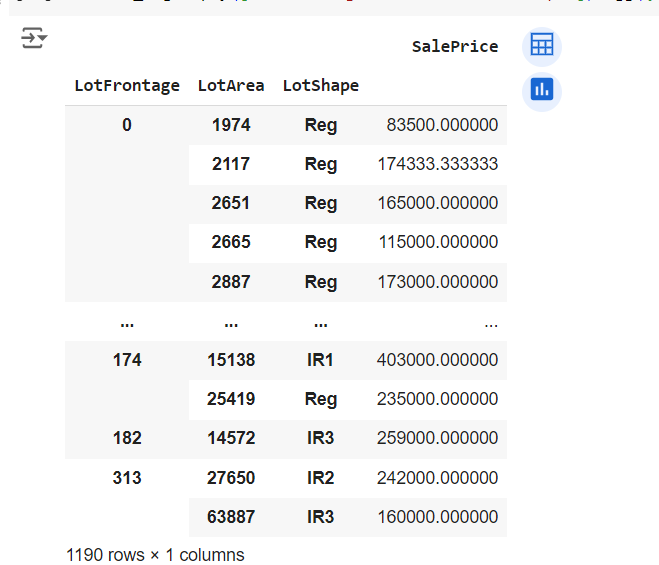 SalePrice
LotFrontage LotArea LotShape
0 1974 Reg 83500.000000
2117 Reg 174333.333333
2651 Reg 165000.000000
2665 Reg 115000.000000
2887 Reg 173000.000000
... ... ... ...
174 15138 IR1 403000.000000
25419 Reg 235000.000000
182 14572 IR3 259000.000000
313 27650 IR2 242000.000000
63887 IR3 160000.000000
1190 rows × 1 columns